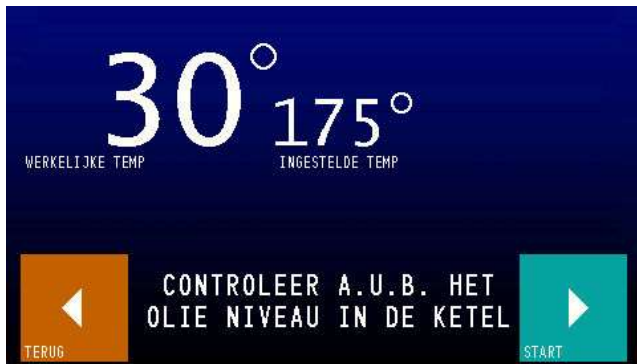 30° 175°
WERKELIJKE TEMP INGESTELDE TEMP
CONTROLEER A.U.B. HET
OLIE NIVEAU IN DE KETEL
TERUG START